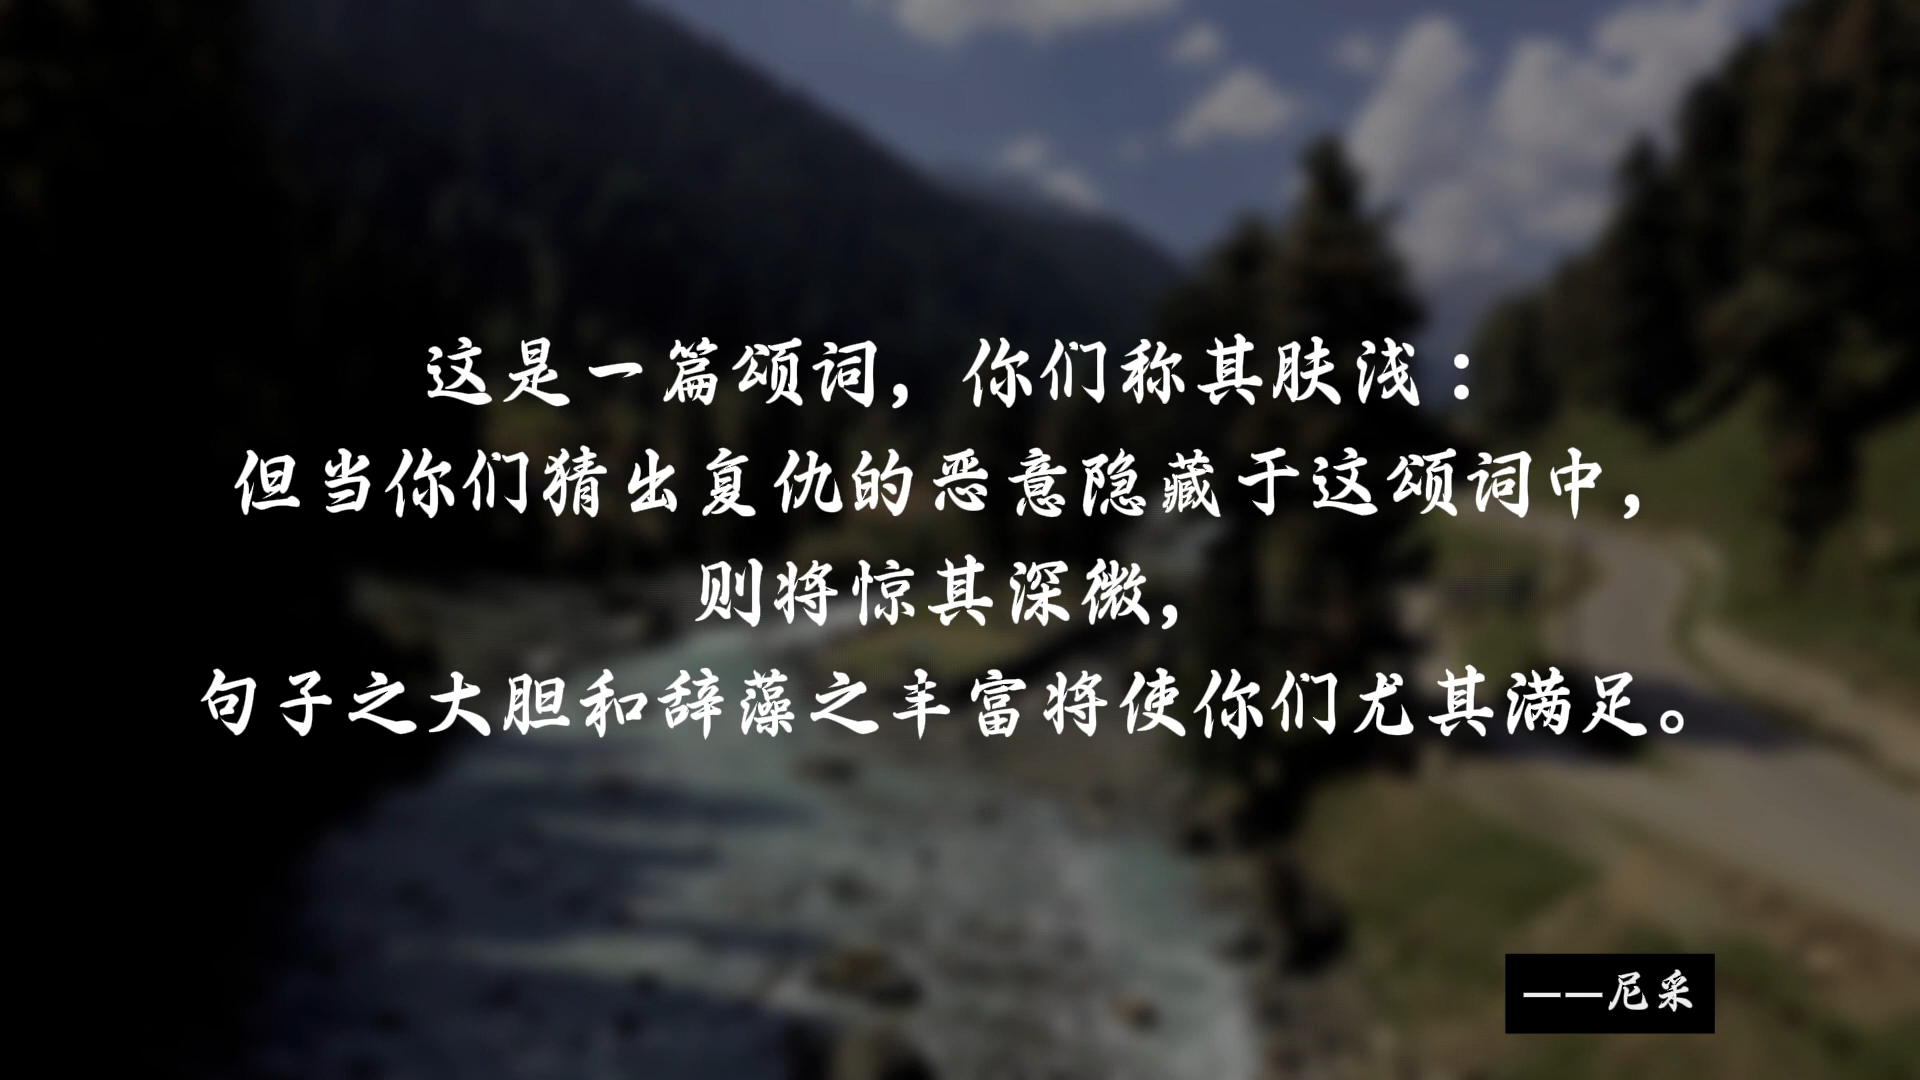 这是一篇颂词，你们称其肤浅：
但当你们猜出复仇的恶意隐藏于这颂词中，
则将惊其深微，
句子之大胆和辞藻之丰富将使你们尤其满足。
——尼采